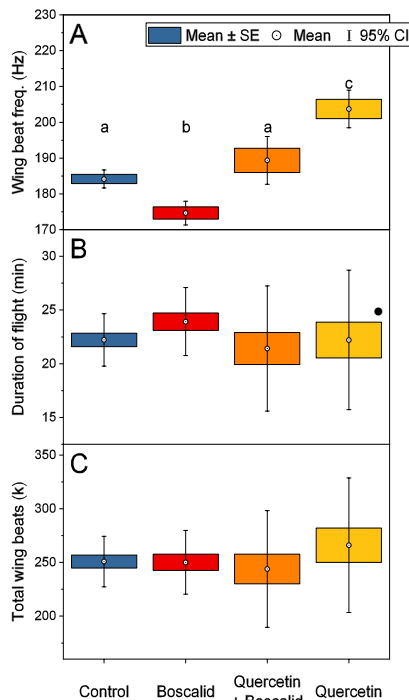 A
Mean ± SE Mean 95% CI
Wing beat freq. (Hz)
230
220
210
200
190
180
170
a
b
a
c
B
Duration of flight (min)
30
25
20
15
C
Total wing beats (k)
350
300
250
200
Control
Boscalid
Quercetin
+ Boscalid
Quercetin